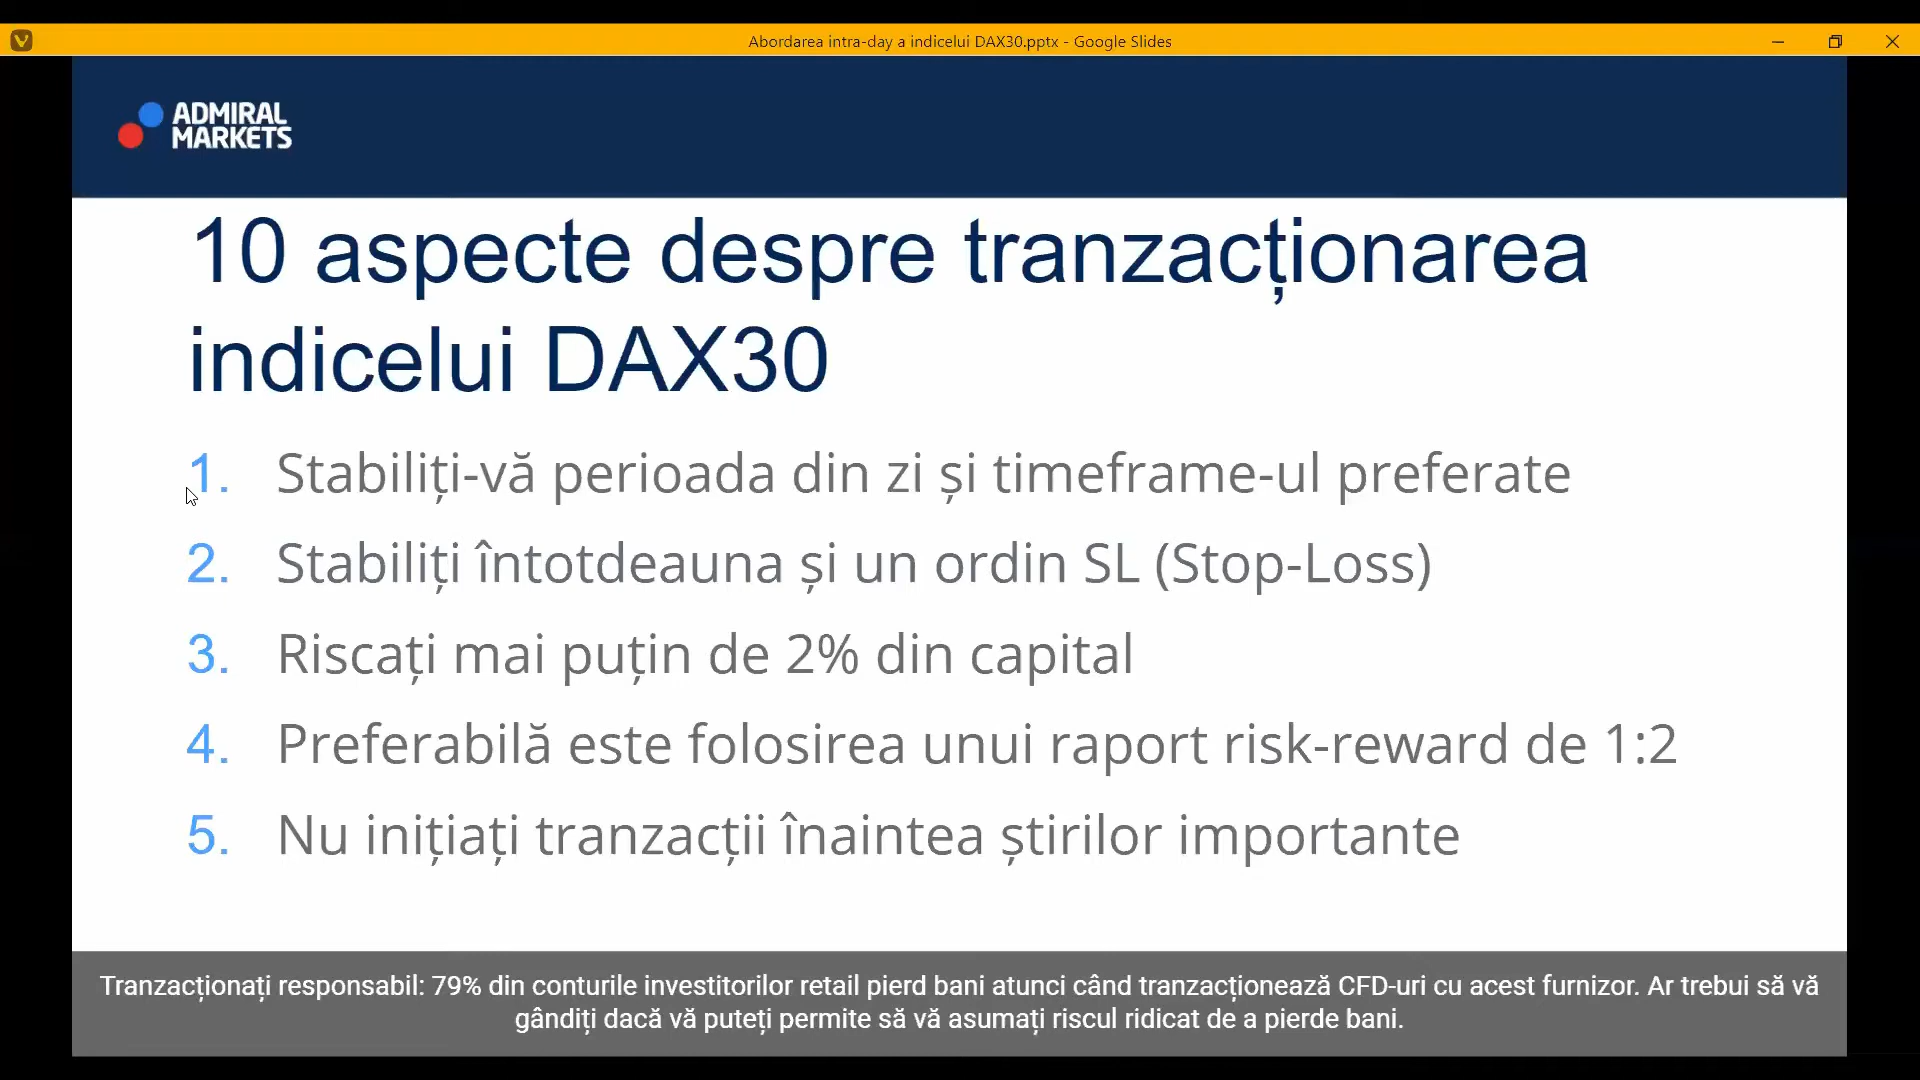 Abordarea intra-day a indicelui DAX30.pptx - Google Slides
ADMIRAL
MARKETS
10 aspecte despre tranzacționarea
indicelui DAX30
1. Stabiliți-vă perioada din zi și timeframe-ul preferate
2. Stabiliți întotdeauna și un ordin SL (Stop-Loss)
3. Riscați mai puțin de 2% din capital
4. Preferabilă este folosirea unui raport risk-reward de 1:2
5. Nu inițiați tranzacții înaintea știrilor importante
Tranzacționați responsabil: 79% din conturile investitorilor retail pierd bani atunci când tranzacționează CFD-uri cu acest furnizor. Ar trebui să vă
gândiți dacă vă puteți permite să vă asumați riscul ridicat de a pierde bani.